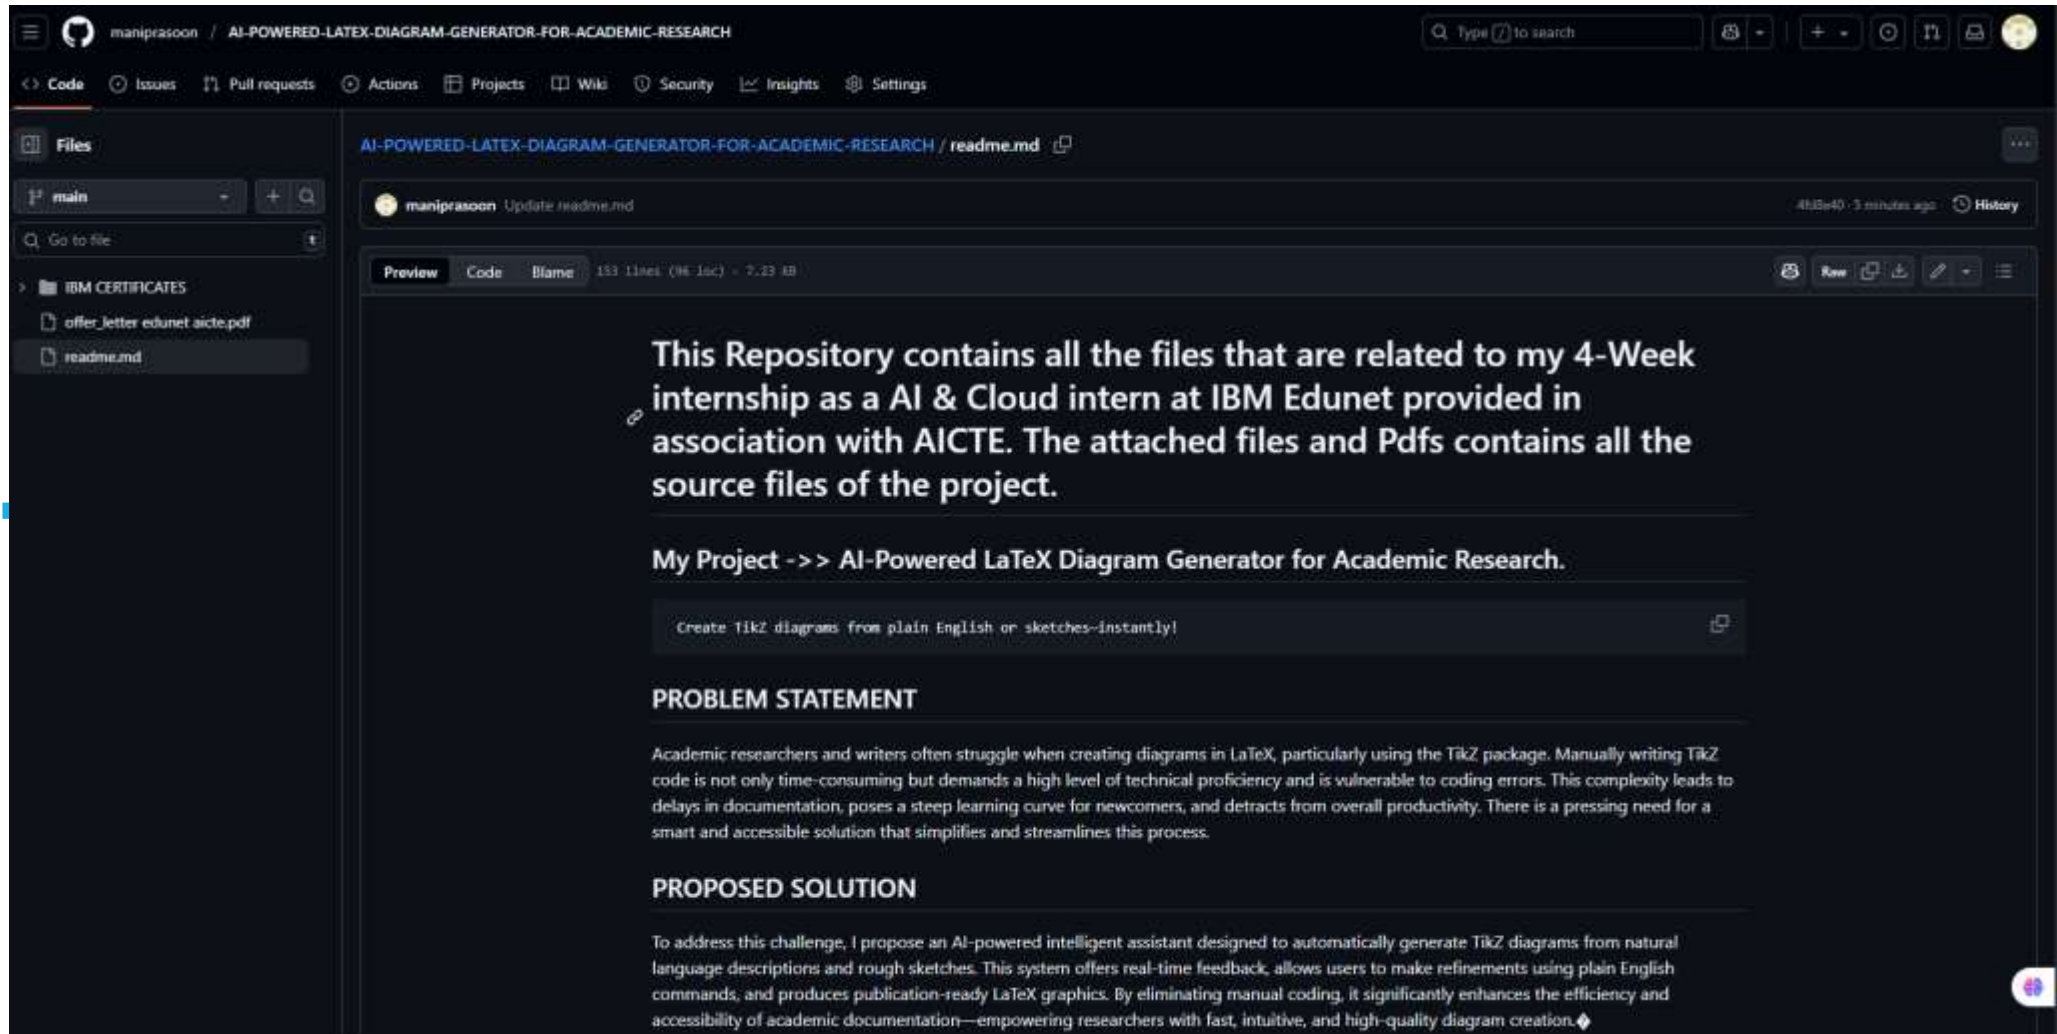 maniprasoon / AI-POWERED-LATEX-DIAGRAM-GENERATOR-FOR-ACADEMIC-RESEARCH
Type / to search
Code Issues Pull requests Actions Projects Wiki Security Insights Settings
Files
AI-POWERED-LATEX-DIAGRAM-GENERATOR-FOR-ACADEMIC-RESEARCH / readme.md
main
maniprasoon Update readme.md
minutes ago History
Go to file t
Preview Code Blame 153 lines (96 loc) · 7.23 KB
Raw
IBM CERTIFICATES
offer_letter edunet aicte.pdf
readme.md
This Repository contains all the files that are related to my 4-Week
internship as a AI & Cloud intern at IBM Edunet provided in
association with AICTE. The attached files and Pdfs contains all the
source files of the project.
My Project ->> AI-Powered LaTeX Diagram Generator for Academic Research.
Create TikZ diagrams from plain English or sketches—instantly!
PROBLEM STATEMENT
Academic researchers and writers often struggle when creating diagrams in LaTeX, particularly using the TikZ package. Manually writing TikZ
code is not only time-consuming but demands a high level of technical proficiency and is vulnerable to coding errors. This complexity leads to
delays in documentation, poses a steep learning curve for newcomers, and detracts from overall productivity. There is a pressing need for a
smart and accessible solution that simplifies and streamlines this process.
PROPOSED SOLUTION
To address this challenge, I propose an AI-powered intelligent assistant designed to automatically generate TikZ diagrams from natural
language descriptions and rough sketches. This system offers real-time feedback, allows users to make refinements using plain English
commands, and produces publication-ready LaTeX graphics. By eliminating manual coding, it significantly enhances the efficiency and
accessibility of academic documentation—empowering researchers with fast, intuitive, and high-quality diagram creation.�